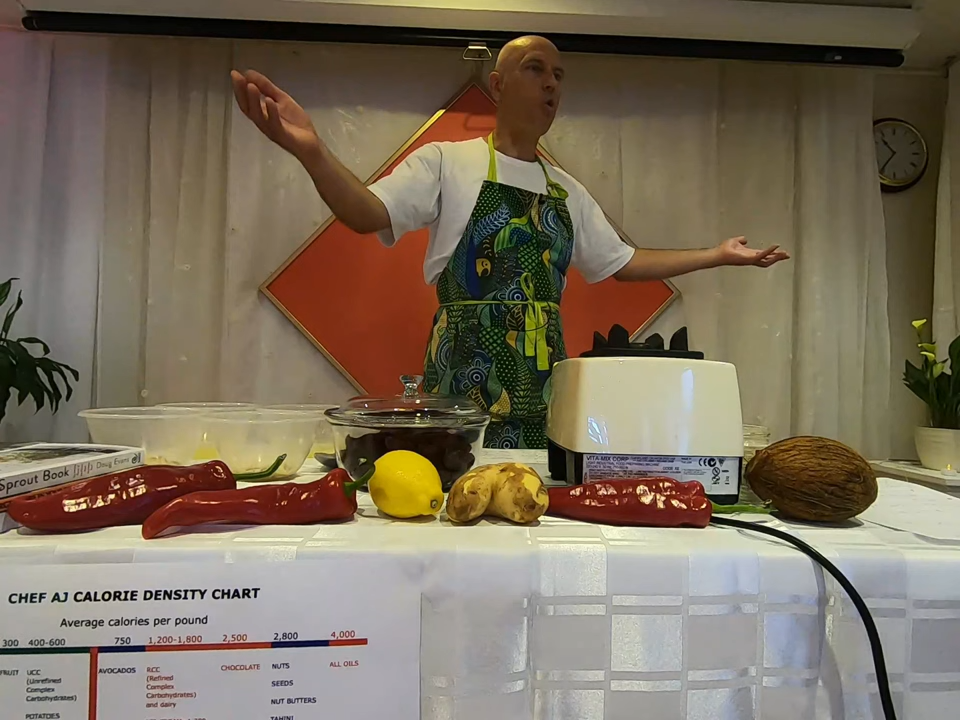 Sprout Book
Doug Evans
VITA-MIX CORP.
CHEF AJ CALORIE DENSITY CHART
Average calories per pound
300 400-600 750 1,200-1,800 2,500 2,800 4,000
FRUIT UCC AVOCADOS RCC CHOCOLATE NUTS ALL OILS
(Unrefined (Refined
Complex Complex SEEDS
Carbohydrates) Carbohydrates)
and dairy NUT BUTTERS
POTATOES TAHINI